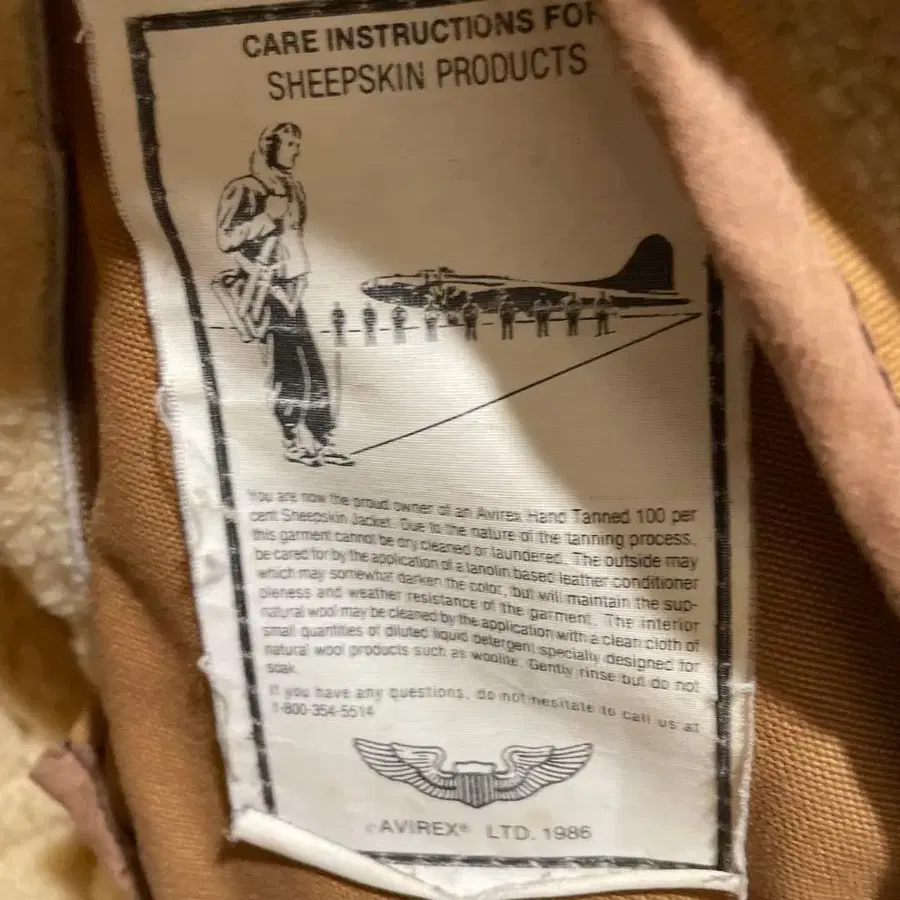 CARE INSTRUCTIONS FOR
SHEEPSKIN PRODUCTS
You are now the proud owner of an Avirex Hand Tanned 100 per
cent Sheepskin Jacket. Due to the nature of the tanning process,
this garment cannot be dry cleaned or laundered. The outside may
be cared for by the application of a lanolin based leather conditioner
which may somewhat darken the color, but will maintain the sup-
pleness and weather resistance of the garment. The interior
natural wool may be cleaned by the application with a clean cloth of
small quantities of diluted liquid detergent specially designed for
natural wool products such as woolite. Gently rinse but do not
soak.
If you have any questions, do not hesitate to call us at
1-800-354-5514
©AVIREX® LTD. 1986